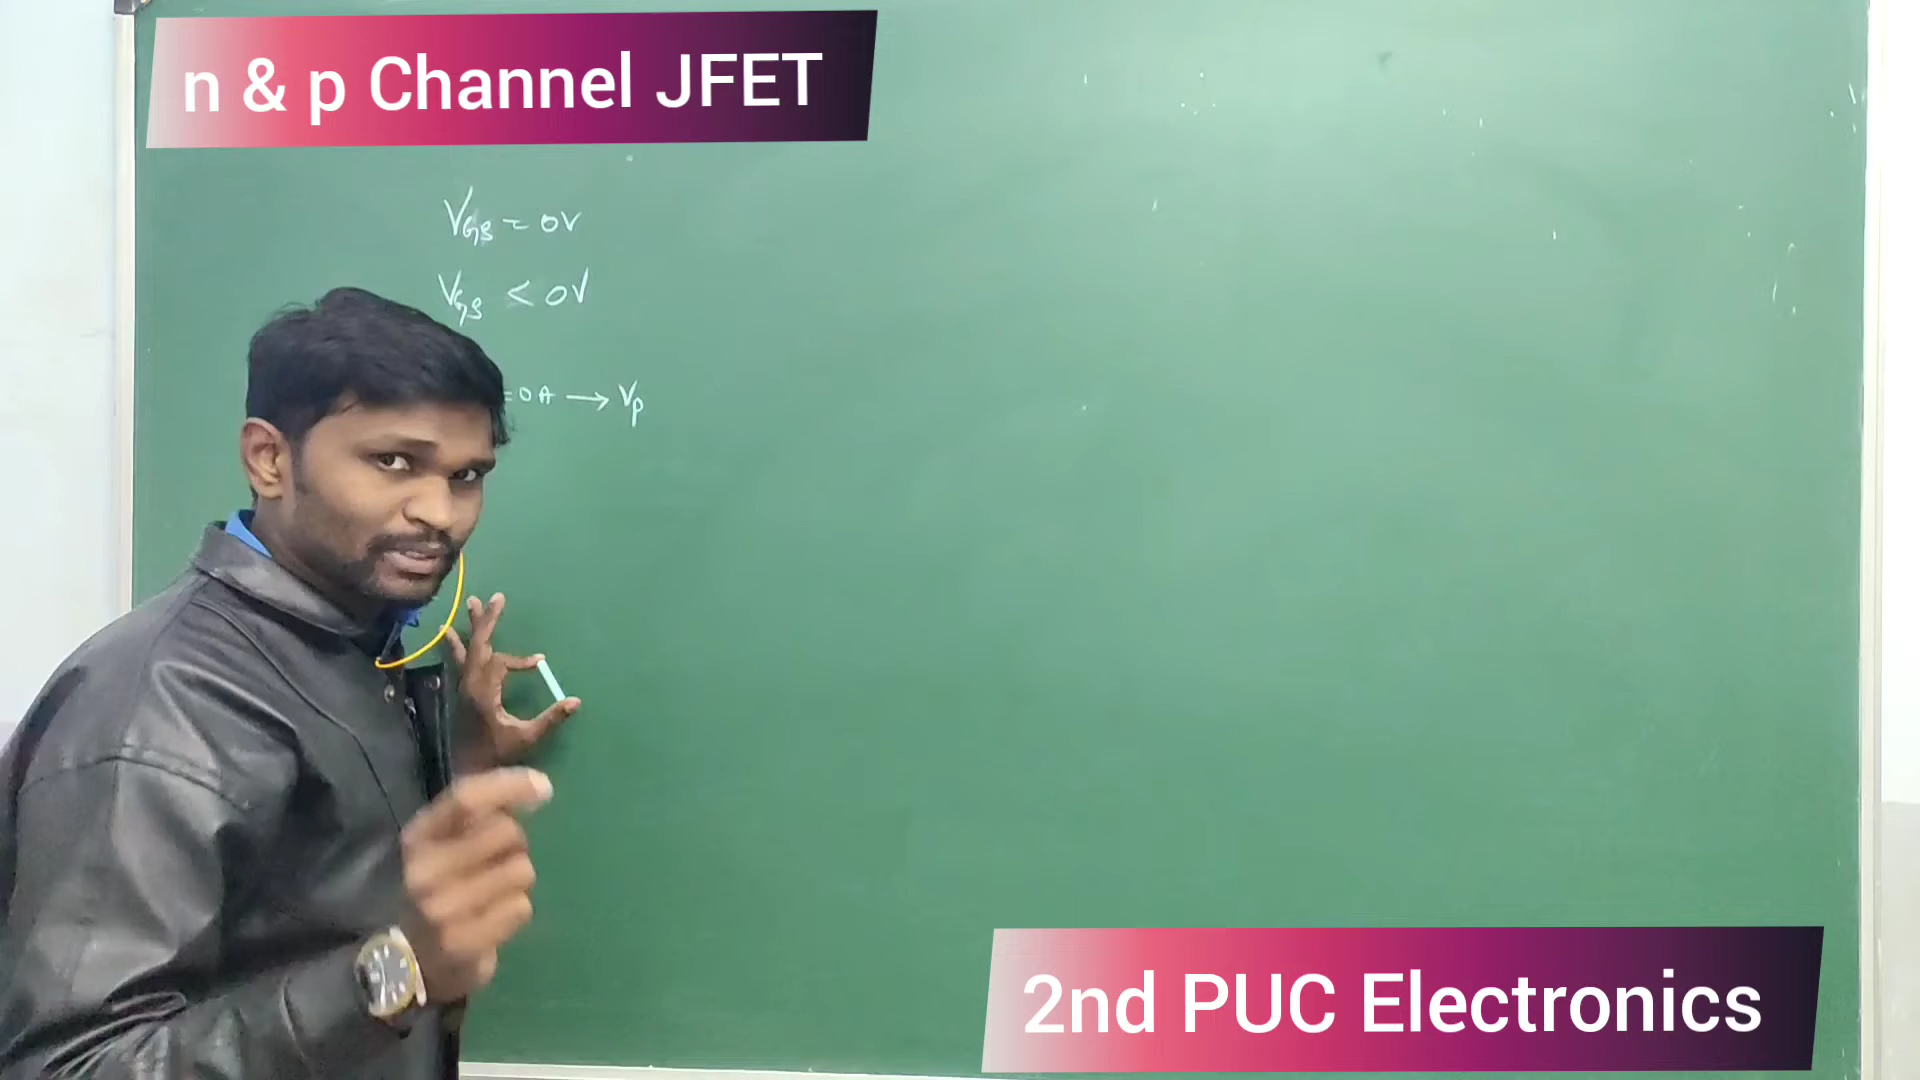 n & p Channel JFET
VGS = 0V
VGS < 0V
= 0A → Vp
2nd PUC Electronics